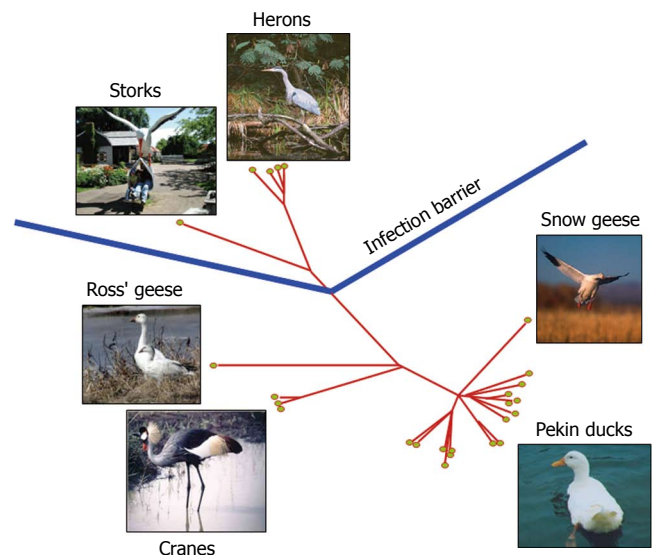 Herons
Storks
Infection barrier
Snow geese
Ross' geese
Pekin ducks
Cranes